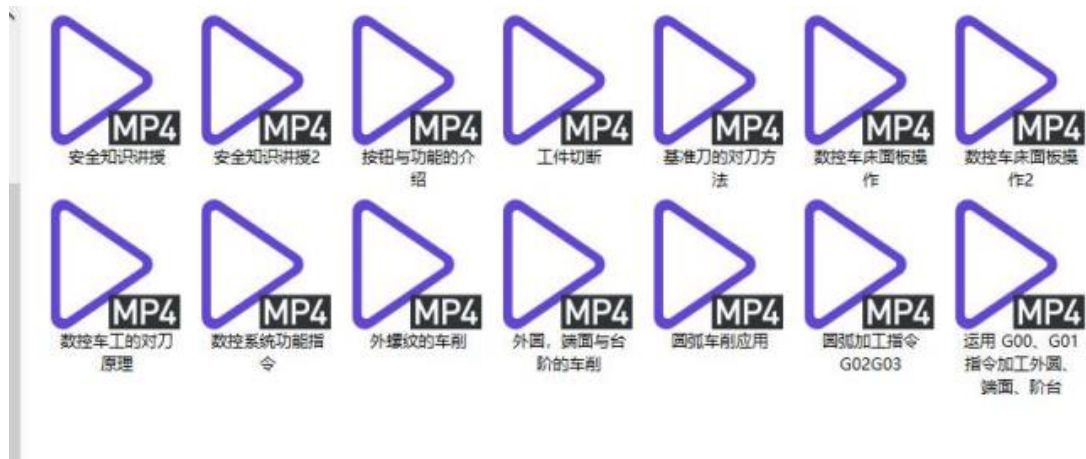 MP4 MP4 MP4 MP4 MP4 MP4 MP4
安全知识讲授 安全知识讲授2 按钮与功能的介 工件切断 基准刀的对刀方 数控车床面板操 数控车床面板操
绍 法 作 作2
MP4 MP4 MP4 MP4 MP4 MP4 MP4
数控车工的对刀 数控系统功能指 外螺纹的车削 外圆，端面与台 圆弧车削应用 圆弧加工指令 运用 G00、G01
原理 令 阶的车削 G02G03 指令加工外圆、
端面、阶台